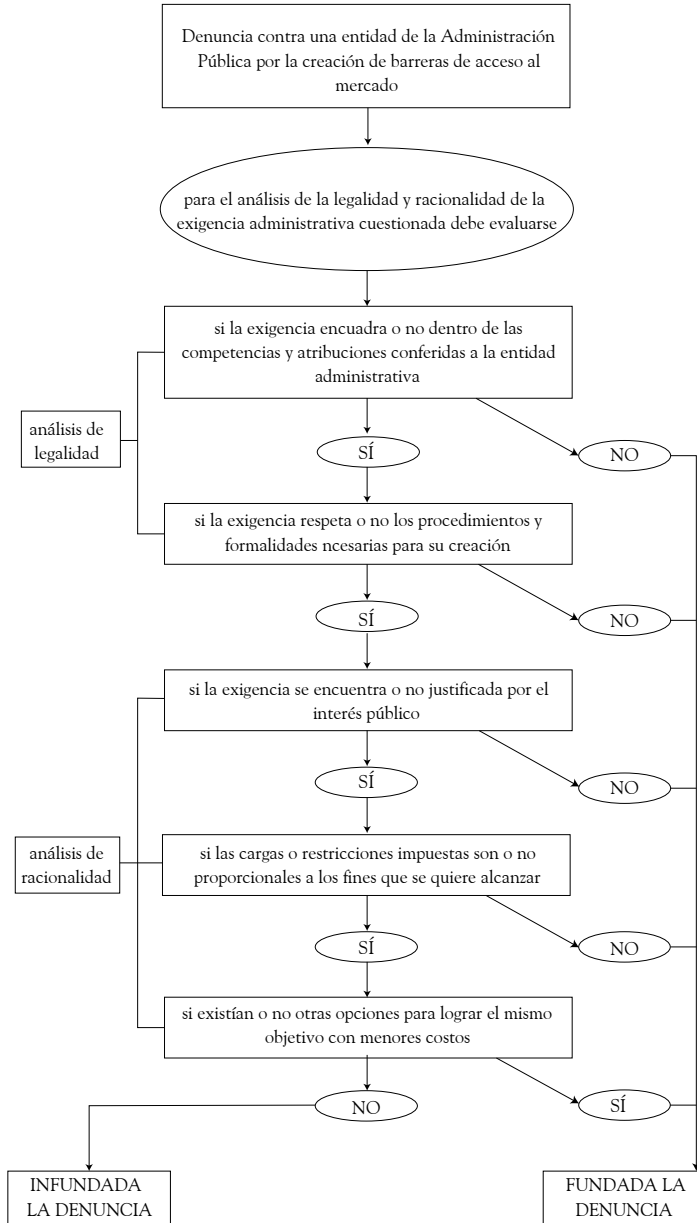 Denuncia contra una entidad de la Administración
Pública por la creación de barreras de acceso al
mercado
para el análisis de la legalidad y racionalidad de la
exigencia administrativa cuestionada debe evaluarse
si la exigencia encuadra o no dentro de las
competencias y atribuciones conferidas a la entidad
administrativa
análisis de
legalidad
SÍ
NO
si la exigencia respeta o no los procedimientos y
formalidades ncesarias para su creación
SÍ
NO
si la exigencia se encuentra o no justificada por el
interés público
SÍ
NO
análisis de
racionalidad
si las cargas o restricciones impuestas son o no
proporcionales a los fines que se quiere alcanzar
SÍ
NO
si existían o no otras opciones para lograr el mismo
objetivo con menores costos
NO
SÍ
INFUNDADA
LA DENUNCIA
FUNDADA LA
DENUNCIA